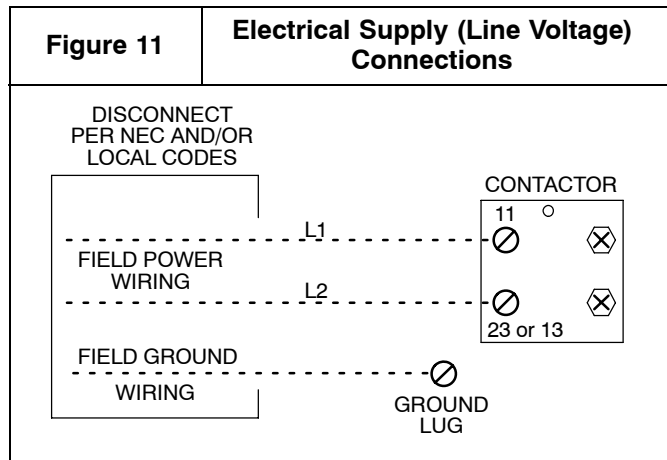 Figure 11
Electrical Supply (Line Voltage)
Connections
DISCONNECT
PER NEC AND/OR
LOCAL CODES
CONTACTOR
11
L1
FIELD POWER
WIRING
L2
23 or 13
FIELD GROUND
WIRING
GROUND
LUG